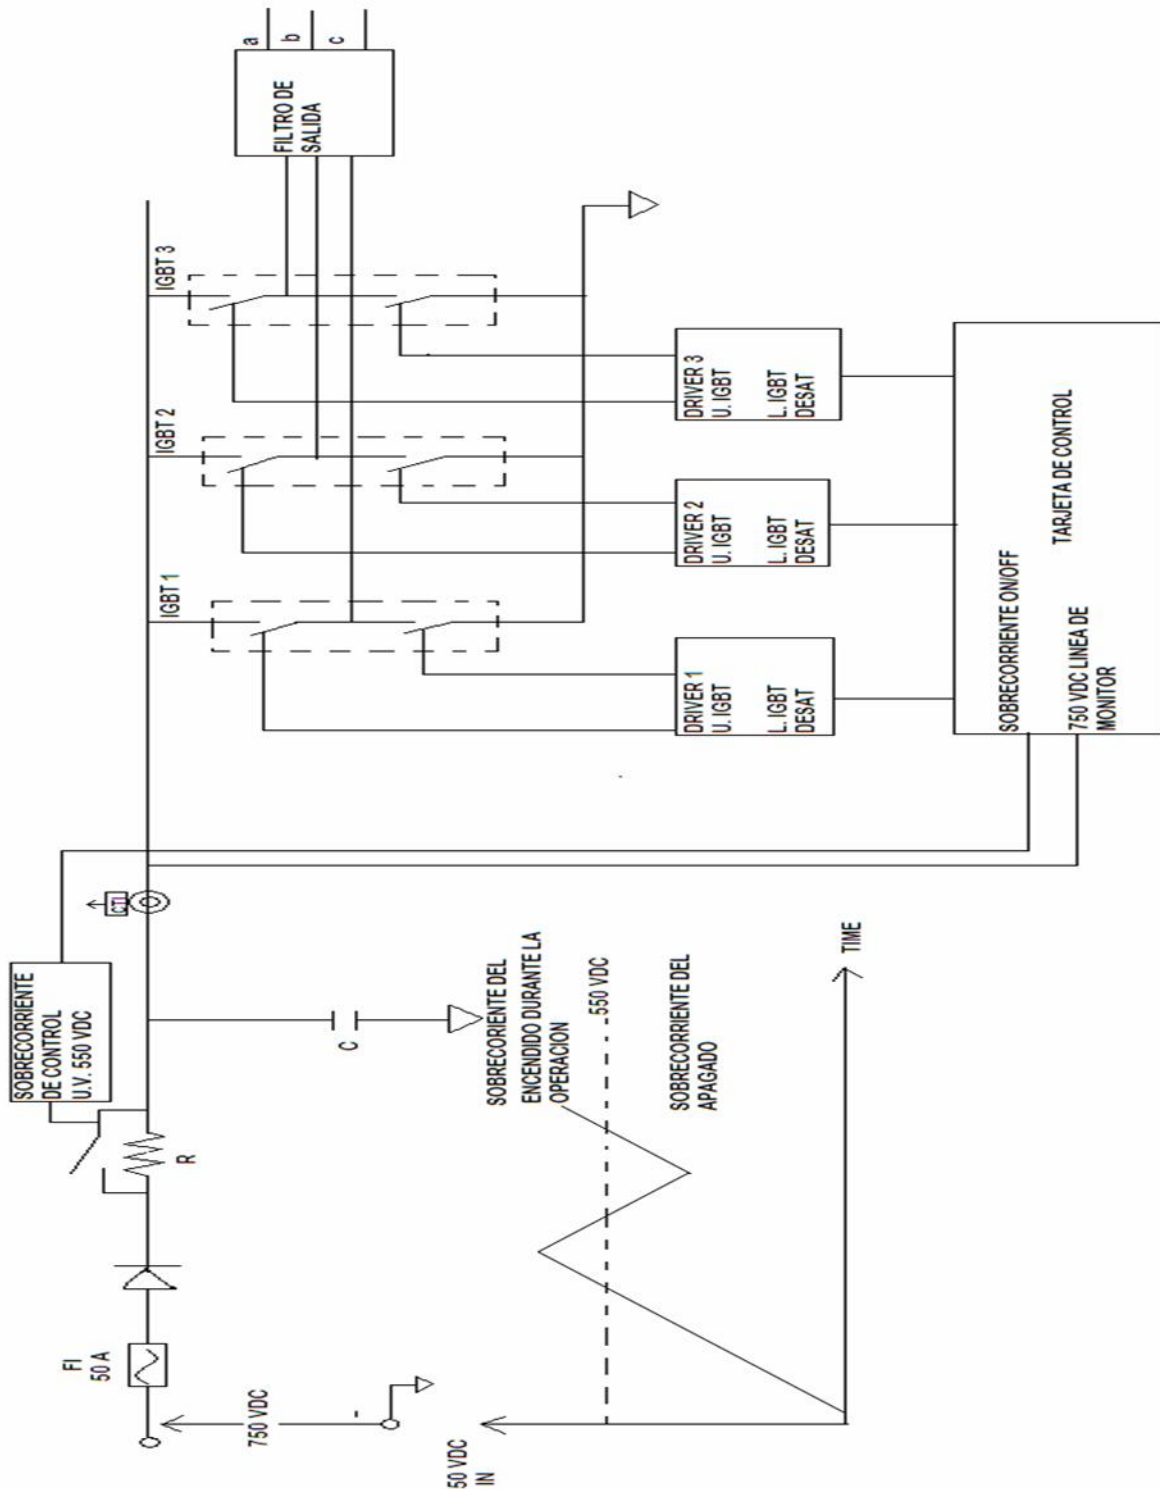 FI
50 A
750 VDC
-
R
SOBRECORRIENTE
DE CONTROL
U.V. 550 VDC
C
CT1
IGBT 1
IGBT 2
IGBT 3
FILTRO DE
SALIDA
a
b
c
50 VDC
IN
SOBRECORIENTE DEL
ENCENDIDO DURANTE LA
OPERACION
550 VDC
SOBRECORRIENTE DEL
APAGADO
TIME
DRIVER 1
U. IGBT
L. IGBT
DESAT
DRIVER 2
U. IGBT
L. IGBT
DESAT
DRIVER 3
U. IGBT
L. IGBT
DESAT
SOBRECORRIENTE ON/OFF
750 VDC LINEA DE
MONITOR
TARJETA DE CONTROL